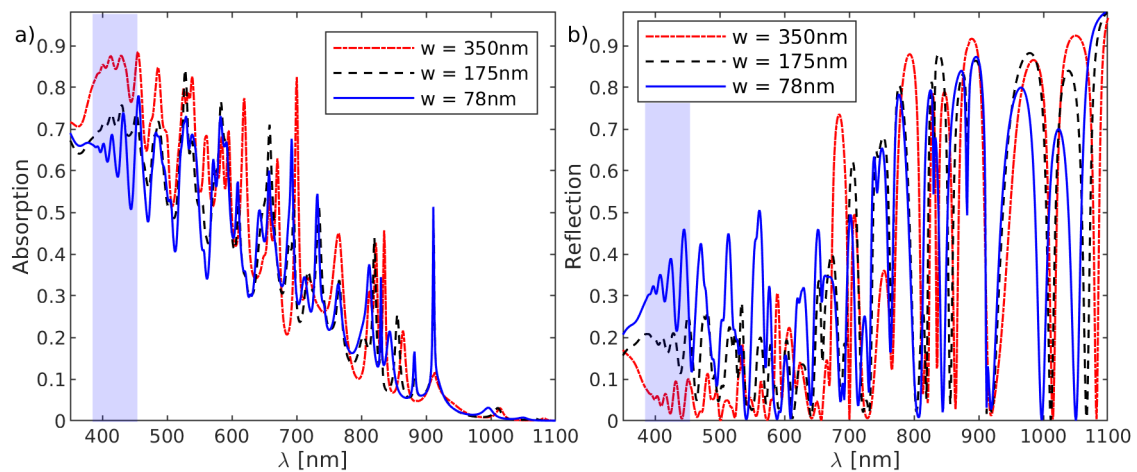 a)
w = 350nm
w = 175nm
w = 78nm
Absorption
0.9
0.8
0.7
0.6
0.5
0.4
0.3
0.2
0.1
0
400 500 600 700 800 900 1000 1100
λ [nm]
b)
w = 350nm
w = 175nm
w = 78nm
Reflection
0.9
0.8
0.7
0.6
0.5
0.4
0.3
0.2
0.1
0
400 500 600 700 800 900 1000 1100
λ [nm]